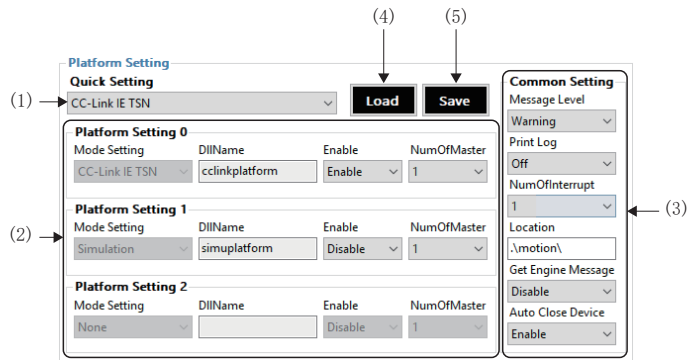 (4) (5)
Platform Setting
Quick Setting
(1) CC-Link IE TSN Load Save
Platform Setting 0
Mode Setting DllName Enable NumOfMaster
CC-Link IE TSN cclinkplatform Enable 1
(2)
Platform Setting 1
Mode Setting DllName Enable NumOfMaster
Simulation simuplatform Disable 1
Platform Setting 2
Mode Setting DllName Enable NumOfMaster
None Disable 1
Common Setting
Message Level
Warning
Print Log
Off
NumOfInterrupt
1
(3)
Location
.\motion\
Get Engine Message
Disable
Auto Close Device
Enable